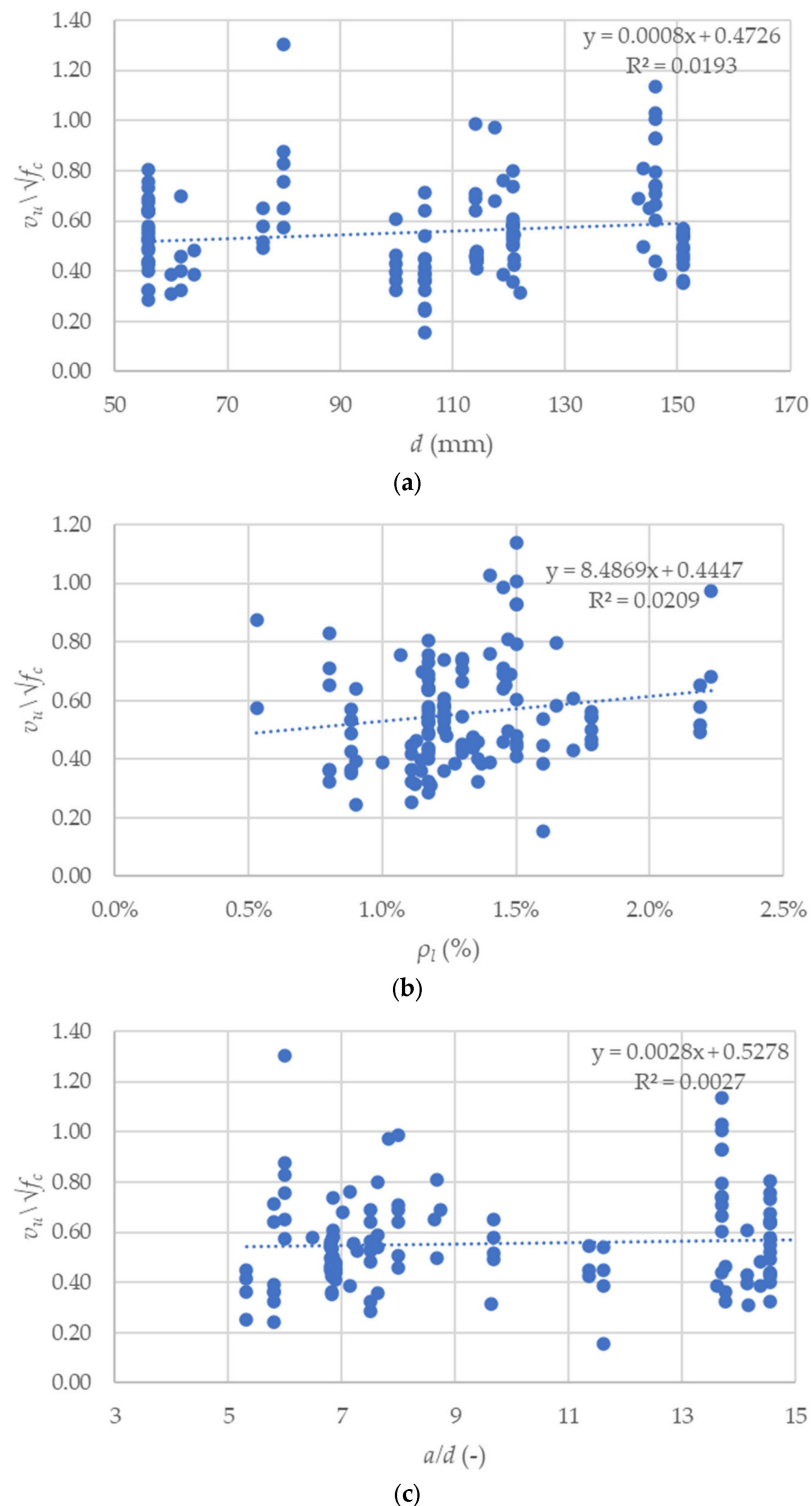 1.40
y = 0.0008x + 0.4726
R² = 0.0193
1.20
1.00
0.80
0.60
0.40
0.20
0.00
vu\√fc
50 70 90 110 130 150 170
d (mm)
(a)
1.20
y = 8.4869x + 0.4447
R² = 0.0209
1.00
0.80
0.60
0.40
0.20
0.00
vu\√fc
0.0% 0.5% 1.0% 1.5% 2.0% 2.5%
ρl (%)
(b)
1.40
y = 0.0028x + 0.5278
R² = 0.0027
1.20
1.00
0.80
0.60
0.40
0.20
0.00
vu\√fc
3 5 7 9 11 13 15
a/d (-)
(c)